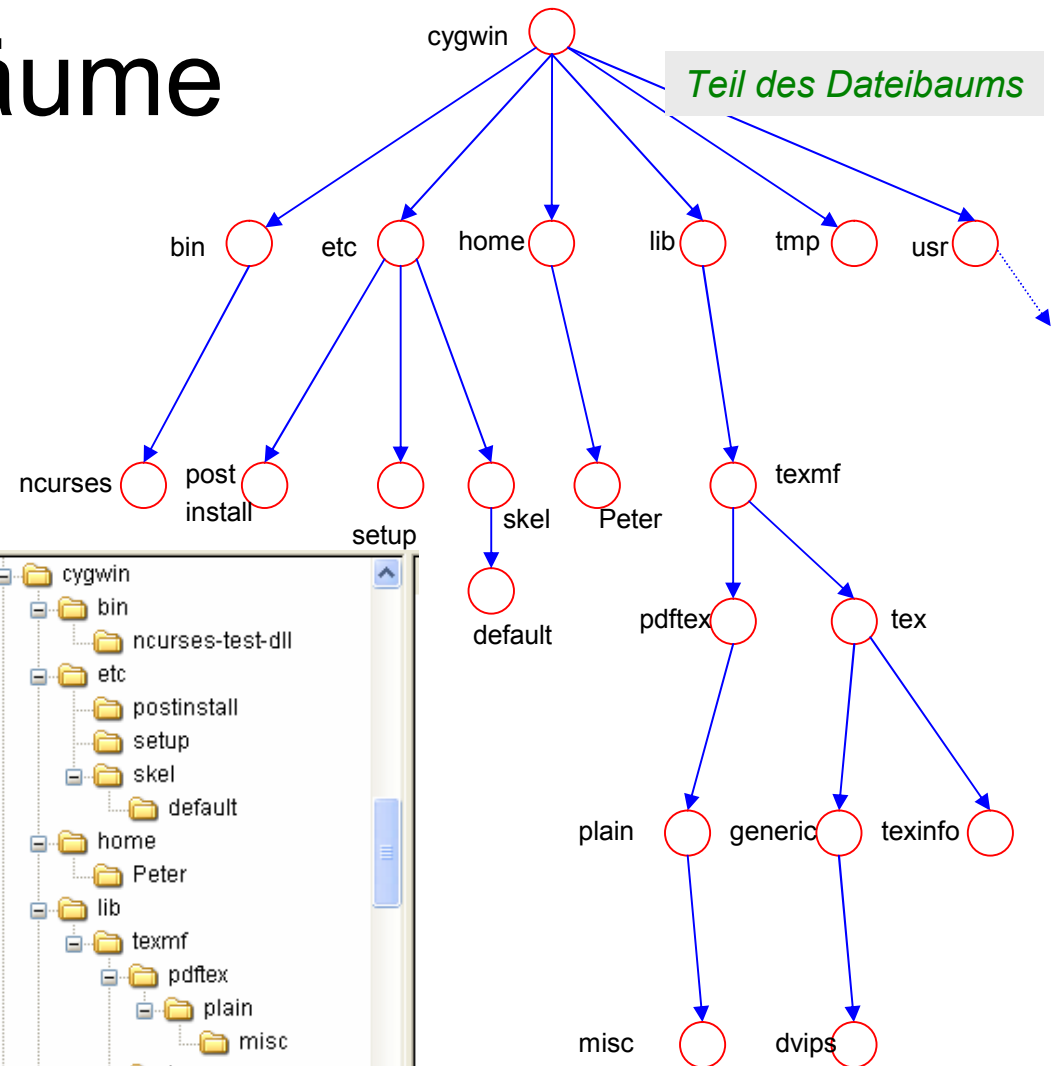 äume
cygwin
Teil des Dateibaums
bin
etc
home
lib
tmp
usr
ncurses
post
install
setup
skel
Peter
texmf
default
pdftex
tex
plain
generic
texinfo
misc
dvips
cygwin
bin
ncurses-test-dll
etc
postinstall
setup
skel
default
home
Peter
lib
texmf
pdftex
plain
misc